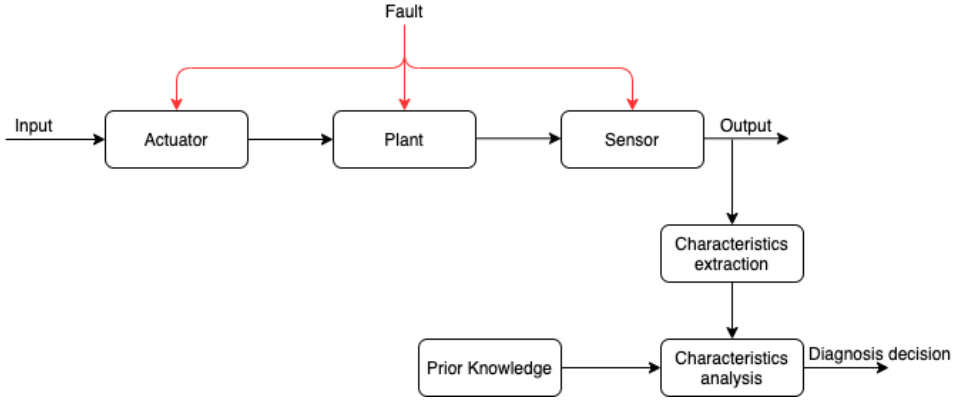 Fault
Input
Actuator
Plant
Sensor
Output
Characteristics
extraction
Prior Knowledge
Characteristics
analysis
Diagnosis decision